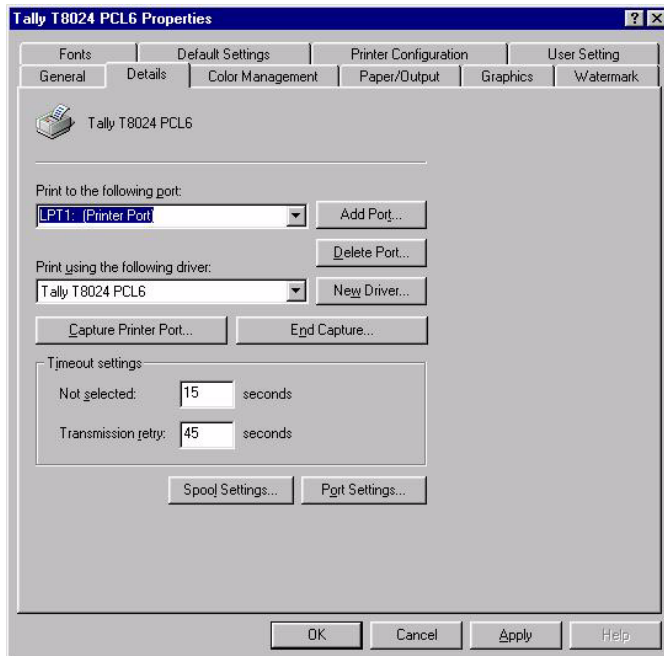 Tally T8024 PCL6 Properties
Fonts Default Settings Printer Configuration User Setting
General Details Color Management Paper/Output Graphics Watermark
Tally T8024 PCL6
Print to the following port:
LPT1: (Printer Port) Add Port...
Delete Port...
Print using the following driver:
Tally T8024 PCL6 New Driver...
Capture Printer Port... End Capture...
Timeout settings
Not selected: 15 seconds
Transmission retry: 45 seconds
Spool Settings... Port Settings...
OK Cancel Apply Help